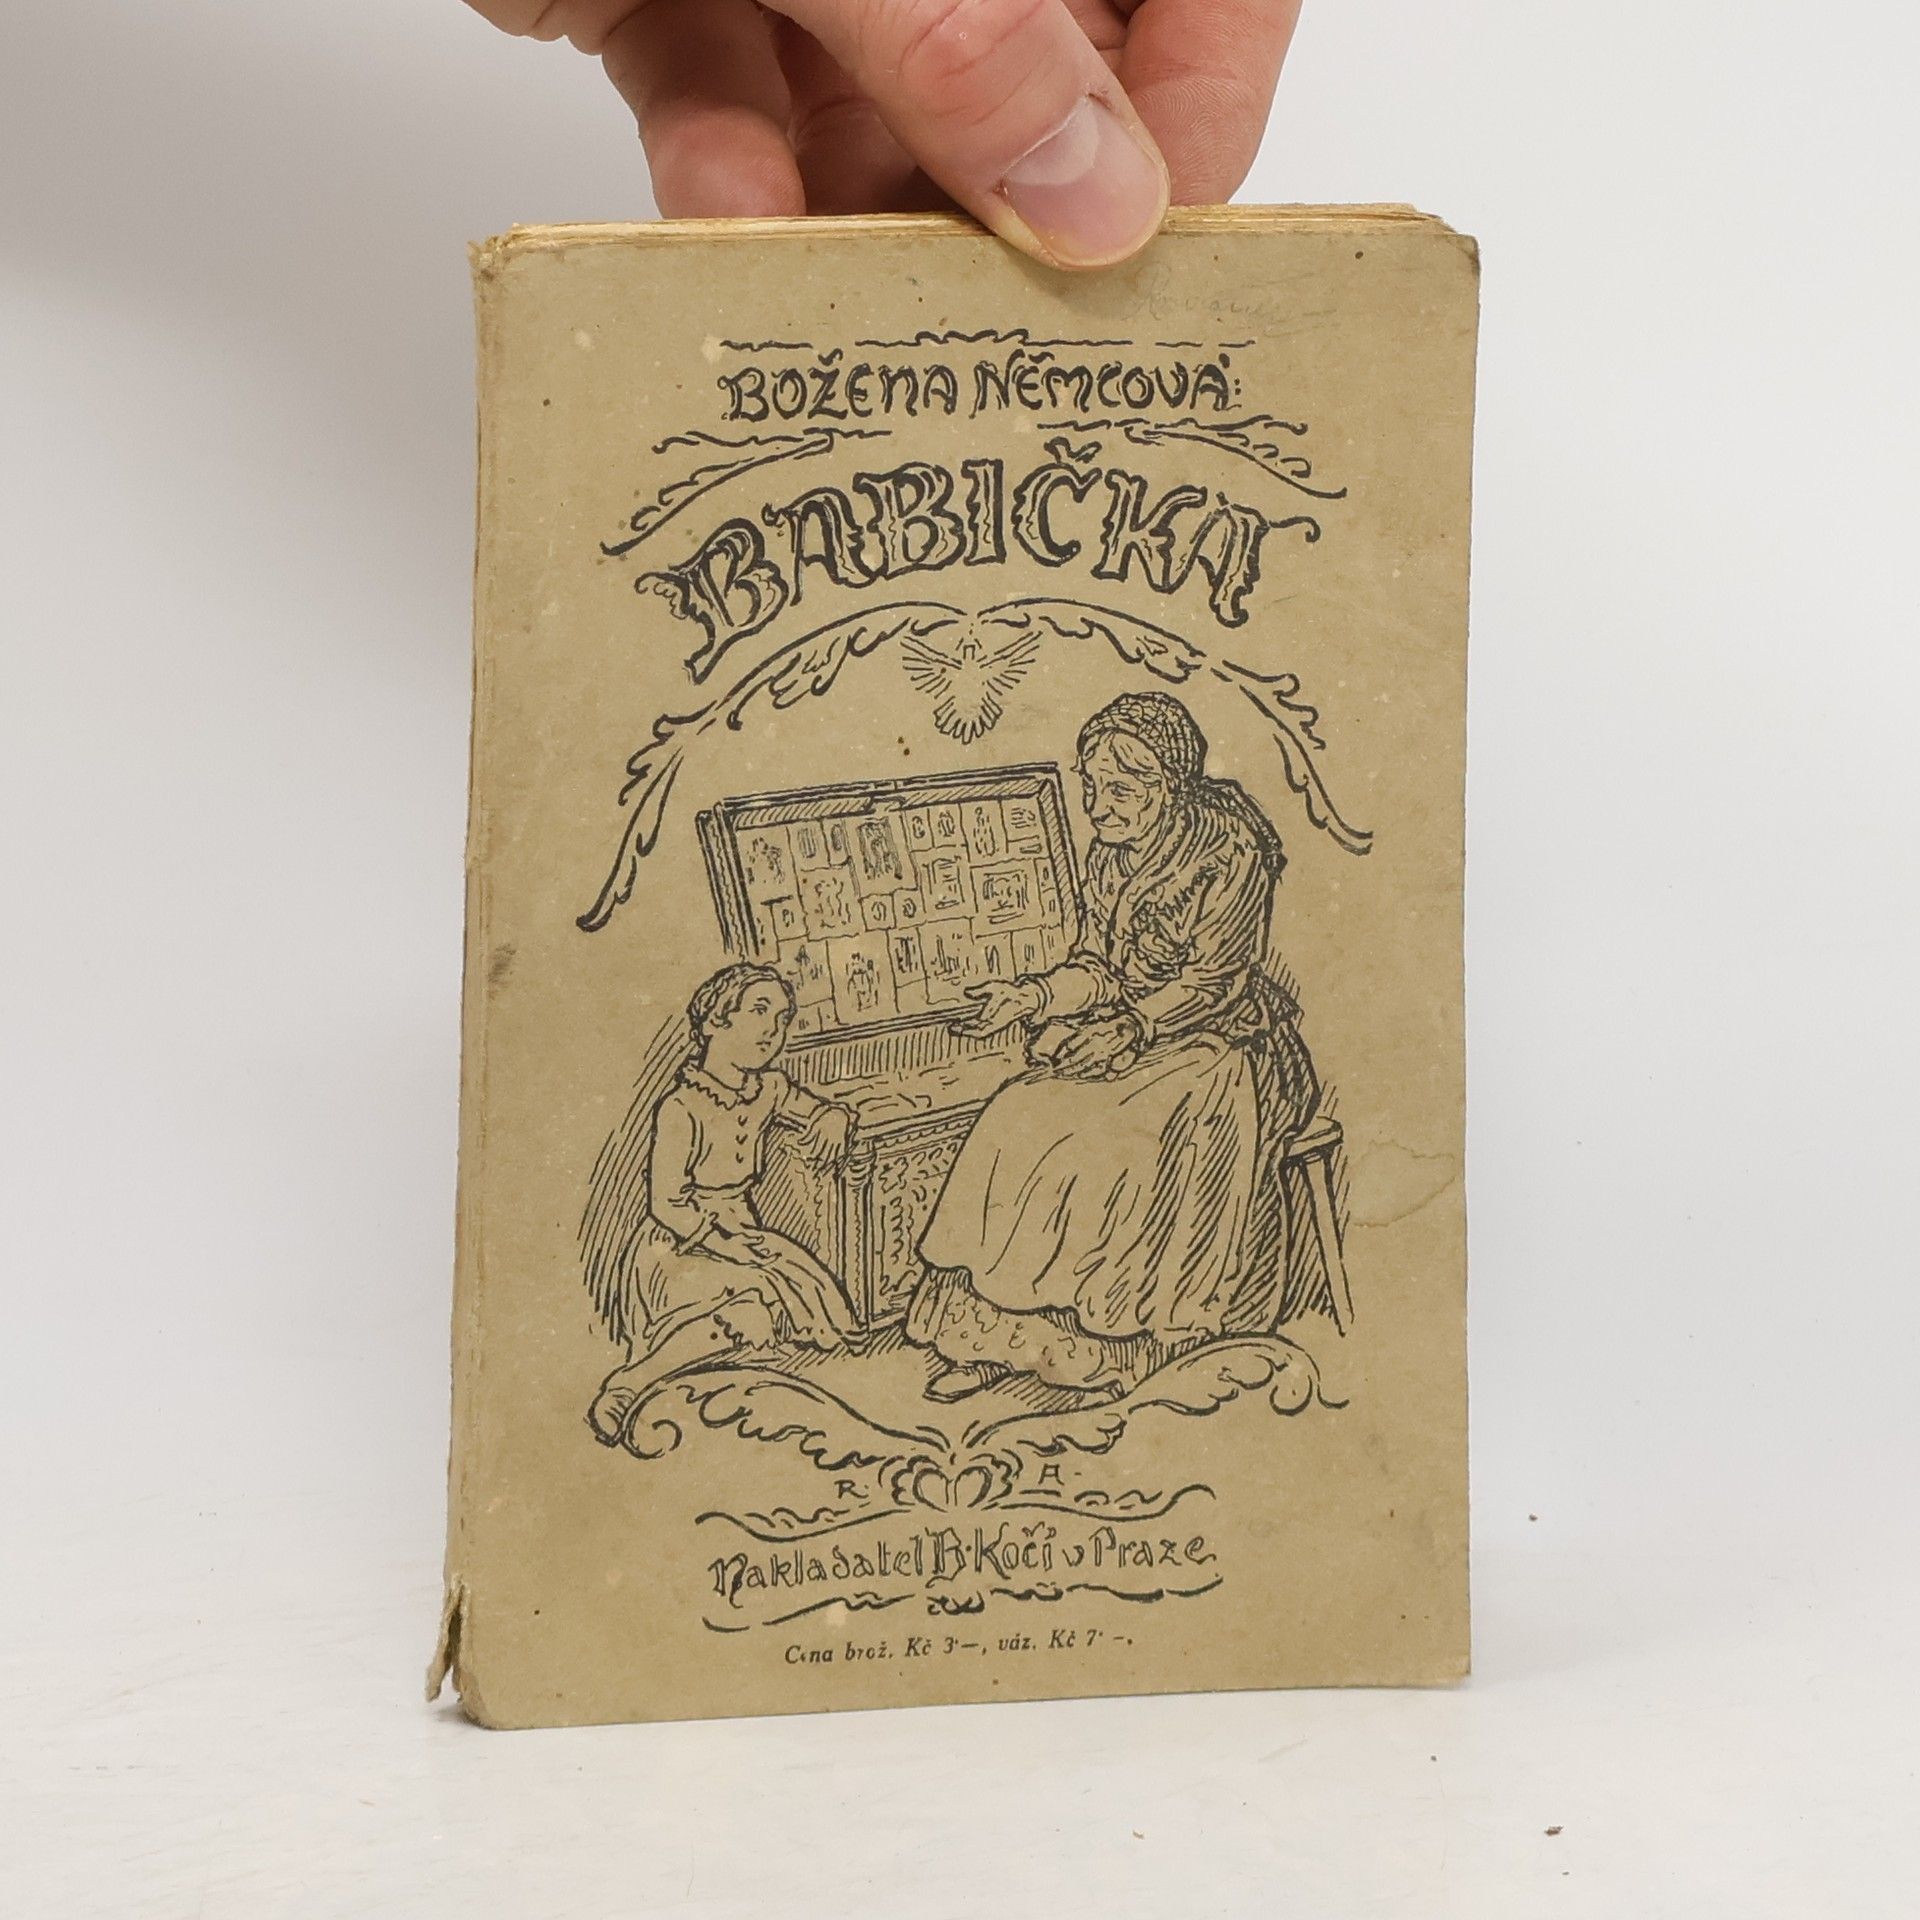 BOŽENA NĚMCOVÁ:
BABIČKA
R. A.
Nakladatel B. Kočí v Praze.
Cena brož. Kč 3·—, váz. Kč 7·—.